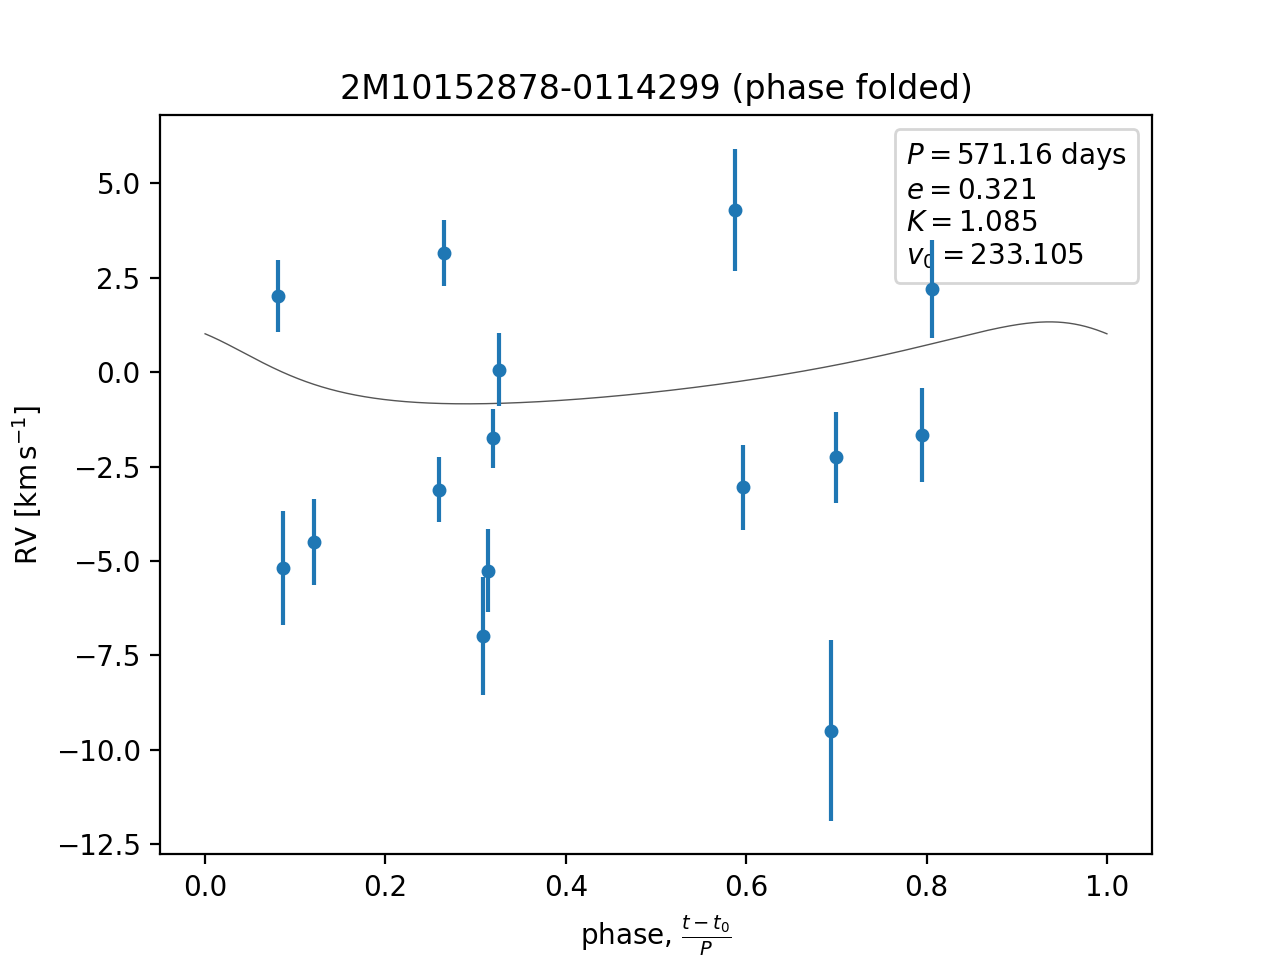 2M10152878-0114299 (phase folded)
P = 571.16 days
e = 0.321
K = 1.085
v₀ = 233.105
RV [km s⁻¹]
5.0
2.5
0.0
−2.5
−5.0
−7.5
−10.0
−12.5
0.0 0.2 0.4 0.6 0.8 1.0
phase, (t − t₀)/P